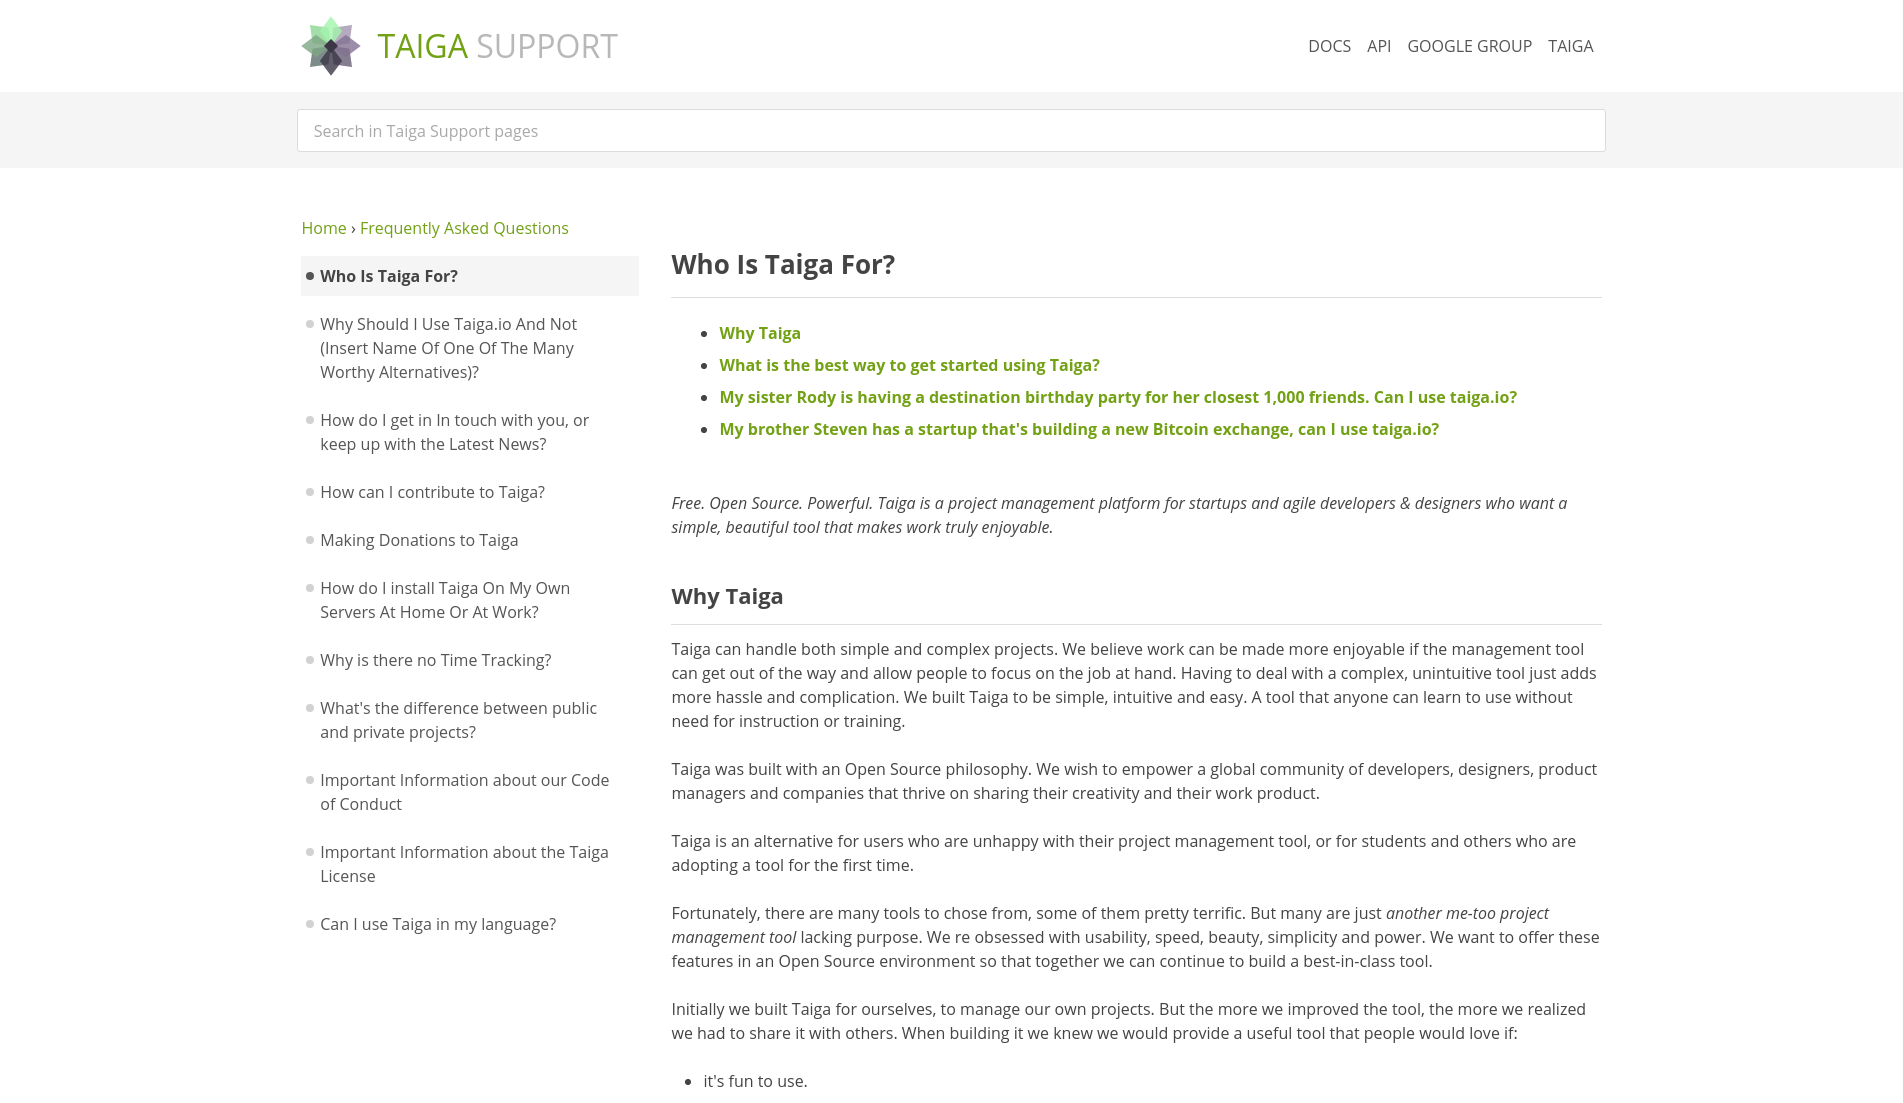 TAIGA SUPPORT
DOCS API GOOGLE GROUP TAIGA
Search in Taiga Support pages
Home › Frequently Asked Questions
Who Is Taiga For?
Why Should I Use Taiga.io And Not
(Insert Name Of One Of The Many
Worthy Alternatives)?
How do I get in In touch with you, or
keep up with the Latest News?
How can I contribute to Taiga?
Making Donations to Taiga
How do I install Taiga On My Own
Servers At Home Or At Work?
Why is there no Time Tracking?
What's the difference between public
and private projects?
Important Information about our Code
of Conduct
Important Information about the Taiga
License
Can I use Taiga in my language?
Who Is Taiga For?
Why Taiga
What is the best way to get started using Taiga?
My sister Rody is having a destination birthday party for her closest 1,000 friends. Can I use taiga.io?
My brother Steven has a startup that's building a new Bitcoin exchange, can I use taiga.io?
Free. Open Source. Powerful. Taiga is a project management platform for startups and agile developers & designers who want a
simple, beautiful tool that makes work truly enjoyable.
Why Taiga
Taiga can handle both simple and complex projects. We believe work can be made more enjoyable if the management tool
can get out of the way and allow people to focus on the job at hand. Having to deal with a complex, unintuitive tool just adds
more hassle and complication. We built Taiga to be simple, intuitive and easy. A tool that anyone can learn to use without
need for instruction or training.
Taiga was built with an Open Source philosophy. We wish to empower a global community of developers, designers, product
managers and companies that thrive on sharing their creativity and their work product.
Taiga is an alternative for users who are unhappy with their project management tool, or for students and others who are
adopting a tool for the first time.
Fortunately, there are many tools to chose from, some of them pretty terrific. But many are just another me-too project
management tool lacking purpose. We re obsessed with usability, speed, beauty, simplicity and power. We want to offer these
features in an Open Source environment so that together we can continue to build a best-in-class tool.
Initially we built Taiga for ourselves, to manage our own projects. But the more we improved the tool, the more we realized
we had to share it with others. When building it we knew we would provide a useful tool that people would love if:
it's fun to use.